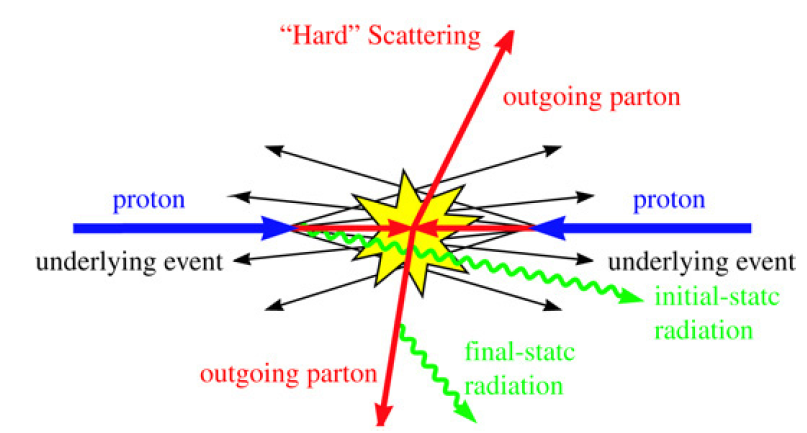 “Hard” Scattering
outgoing parton
proton
proton
underlying event
underlying event
initial-statc
radiation
final-statc
radiation
outgoing parton